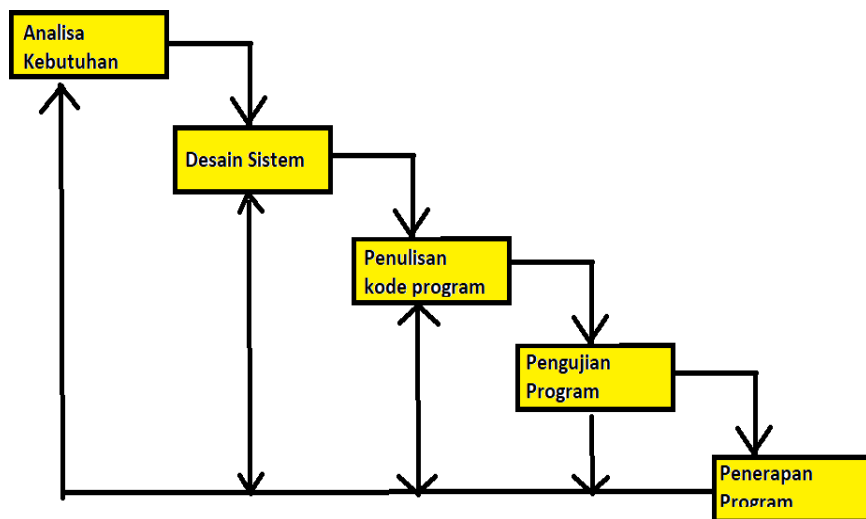 Analisa
Kebutuhan
Desain Sistem
Penulisan
kode program
Pengujian
Program
Penerapan
Program